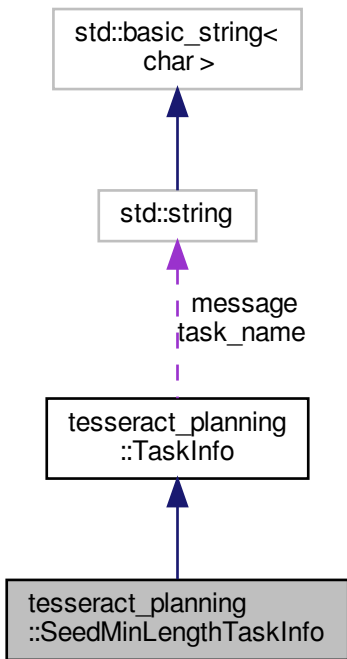 std::basic_string<
char >
std::string
message
task_name
tesseract_planning
::TaskInfo
tesseract_planning
::SeedMinLengthTaskInfo